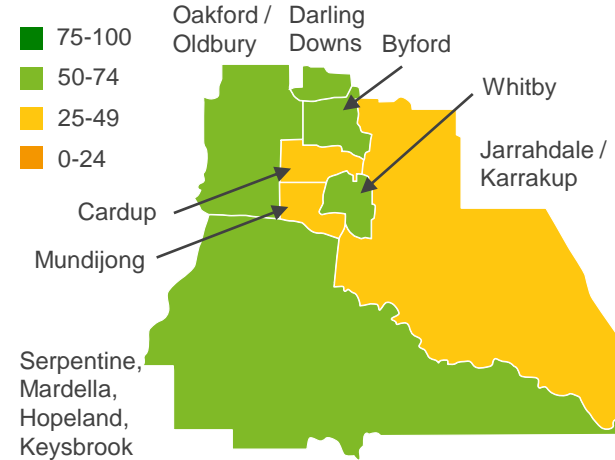 75-100
50-74
25-49
0-24
Oakford /
Oldbury
Darling
Downs
Byford
Whitby
Jarrahdale /
Karrakup
Cardup
Mundijong
Serpentine,
Mardella,
Hopeland,
Keysbrook